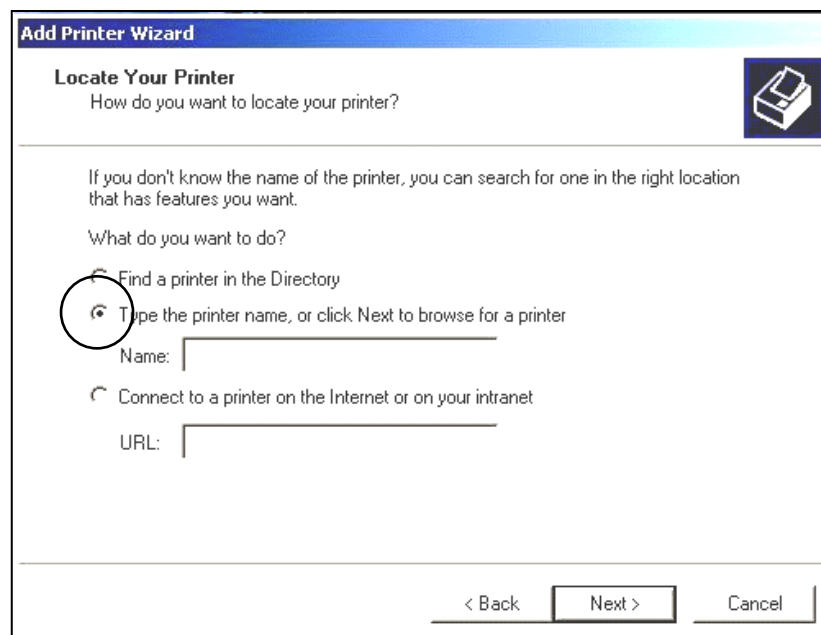 Add Printer Wizard
Locate Your Printer
How do you want to locate your printer?
If you don't know the name of the printer, you can search for one in the right location
that has features you want.
What do you want to do?
Find a printer in the Directory
Type the printer name, or click Next to browse for a printer
Name:
Connect to a printer on the Internet or on your intranet
URL:
< Back Next > Cancel